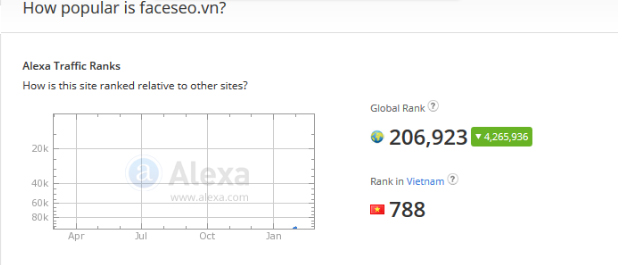 How popular is faceseo.vn?
Alexa Traffic Ranks
How is this site ranked relative to other sites?
Global Rank ?
206,923 ▼ 4,265,936
Rank in Vietnam ?
788
20k
40k
60k
80k
a Alexa
www.alexa.com
Apr Jul Oct Jan